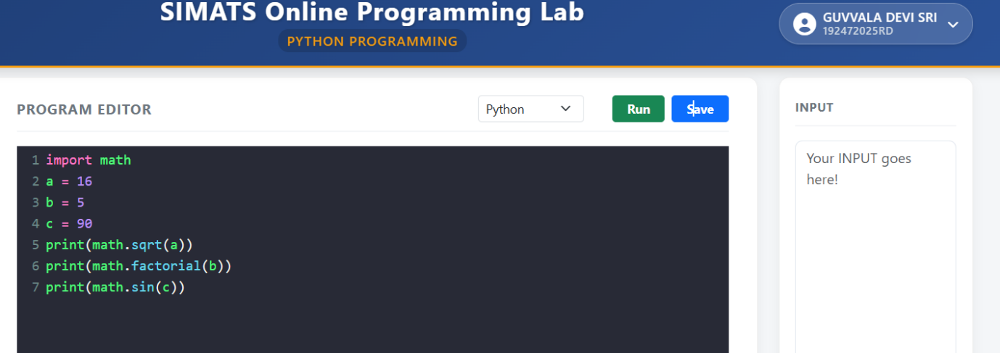 SIMATS Online Programming Lab
PYTHON PROGRAMMING
GUVVALA DEVI SRI
192472025RD
PROGRAM EDITOR
Python
Run
Save
1 import math
2 a = 16
3 b = 5
4 c = 90
5 print(math.sqrt(a))
6 print(math.factorial(b))
7 print(math.sin(c))
INPUT
Your INPUT goes
here!